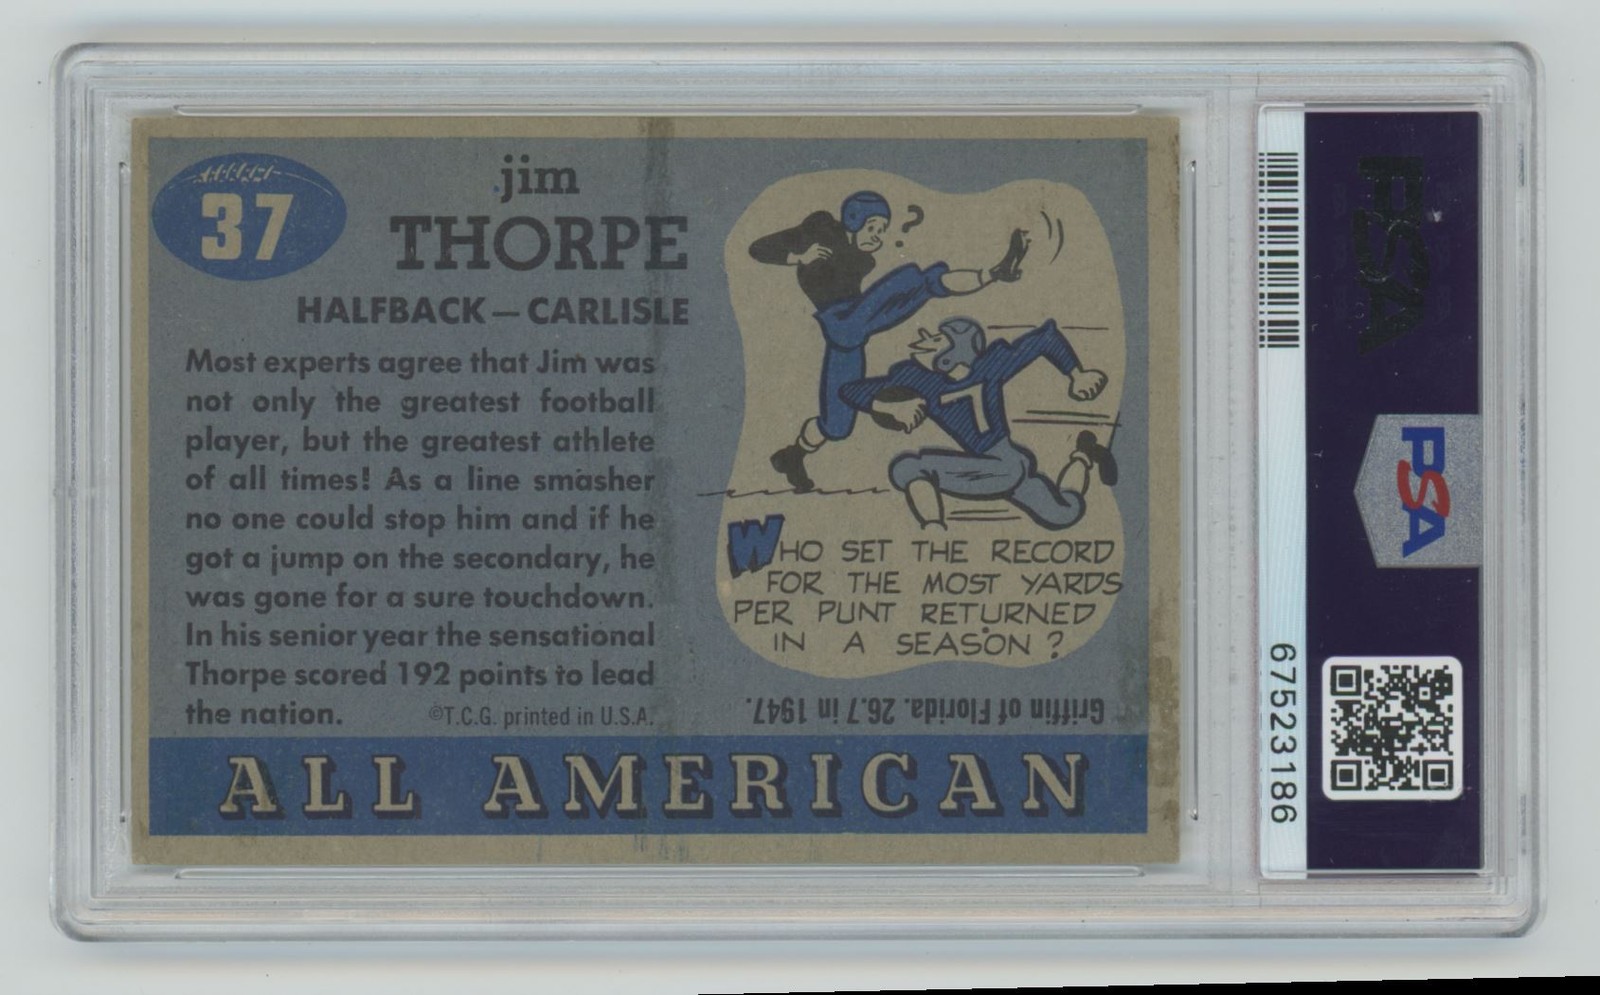 37
jim
THORPE
HALFBACK — CARLISLE
Most experts agree that Jim was
not only the greatest football
player, but the greatest athlete
of all times! As a line smasher
no one could stop him and if he
got a jump on the secondary, he
was gone for a sure touchdown.
In his senior year the sensational
Thorpe scored 192 points to lead
the nation.
©T.C.G. printed in U.S.A.
?
7
WHO SET THE RECORD
FOR THE MOST YARDS
PER PUNT RETURNED
IN A SEASON?
Griffin of Florida. 26.7 in 1947.
ALL AMERICAN
PSA
PSA
67523186